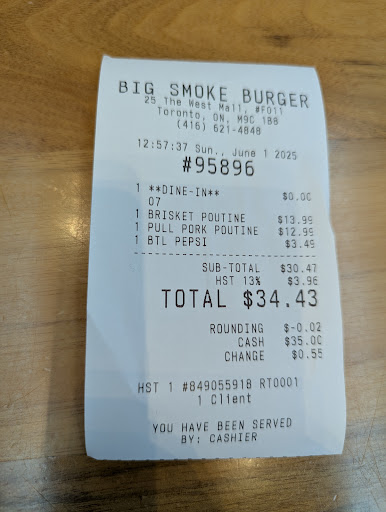 BIG SMOKE BURGER
25 The West Mall, #F011
Toronto, ON, M9C 1B8
(416) 621-4848
12:57:37 Sun., June 1 2025
#95896
1 **DINE-IN** $0.00
07
1 BRISKET POUTINE $13.99
1 PULL PORK POUTINE $12.99
1 BTL PEPSI $3.49
SUB-TOTAL $30.47
HST 13% $3.96
TOTAL $34.43
ROUNDING $-0.02
CASH $35.00
CHANGE $0.55
HST 1 #849055918 RT0001
1 Client
YOU HAVE BEEN SERVED
BY: CASHIER